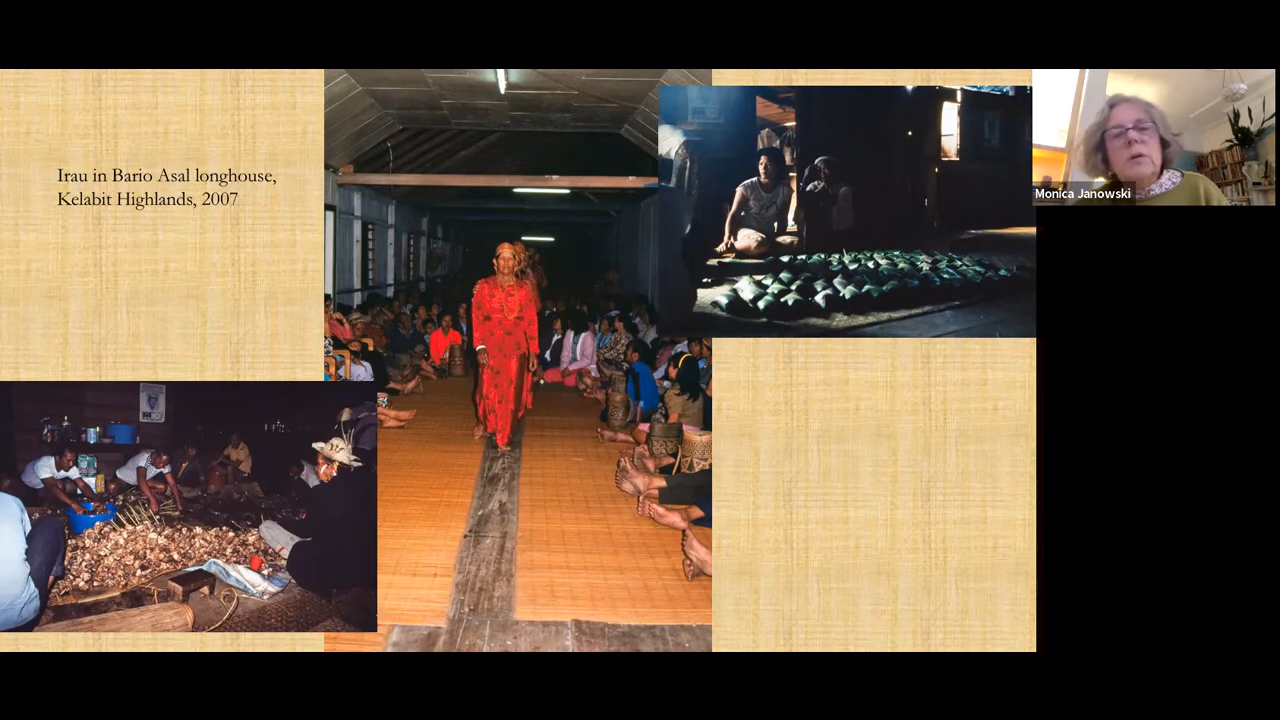 Irau in Bario Asal longhouse,
Kelabit Highlands, 2007
Monica Janowski